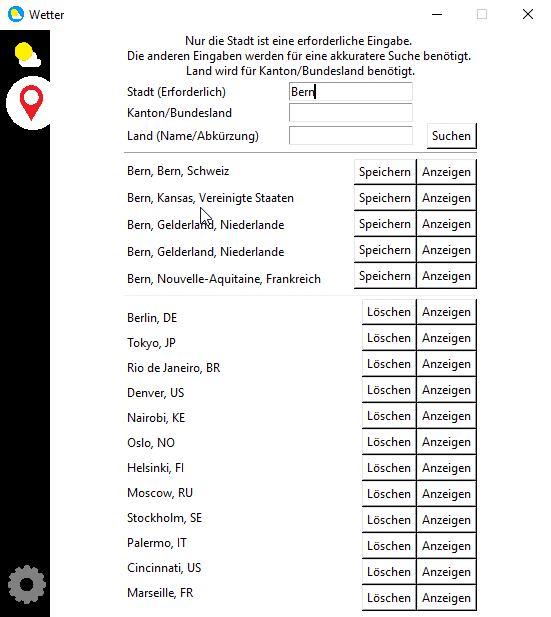 Wetter
Nur die Stadt ist eine erforderliche Eingabe.
Die anderen Eingaben werden für eine akkuratere Suche benötigt.
Land wird für Kanton/Bundesland benötigt.
Stadt (Erforderlich) Bern
Kanton/Bundesland
Land (Name/Abkürzung) Suchen
Bern, Bern, Schweiz Speichern Anzeigen
Bern, Kansas, Vereinigte Staaten Speichern Anzeigen
Bern, Gelderland, Niederlande Speichern Anzeigen
Bern, Gelderland, Niederlande Speichern Anzeigen
Bern, Nouvelle-Aquitaine, Frankreich Speichern Anzeigen
Berlin, DE Löschen Anzeigen
Tokyo, JP Löschen Anzeigen
Rio de Janeiro, BR Löschen Anzeigen
Denver, US Löschen Anzeigen
Nairobi, KE Löschen Anzeigen
Oslo, NO Löschen Anzeigen
Helsinki, FI Löschen Anzeigen
Moscow, RU Löschen Anzeigen
Stockholm, SE Löschen Anzeigen
Palermo, IT Löschen Anzeigen
Cincinnati, US Löschen Anzeigen
Marseille, FR Löschen Anzeigen